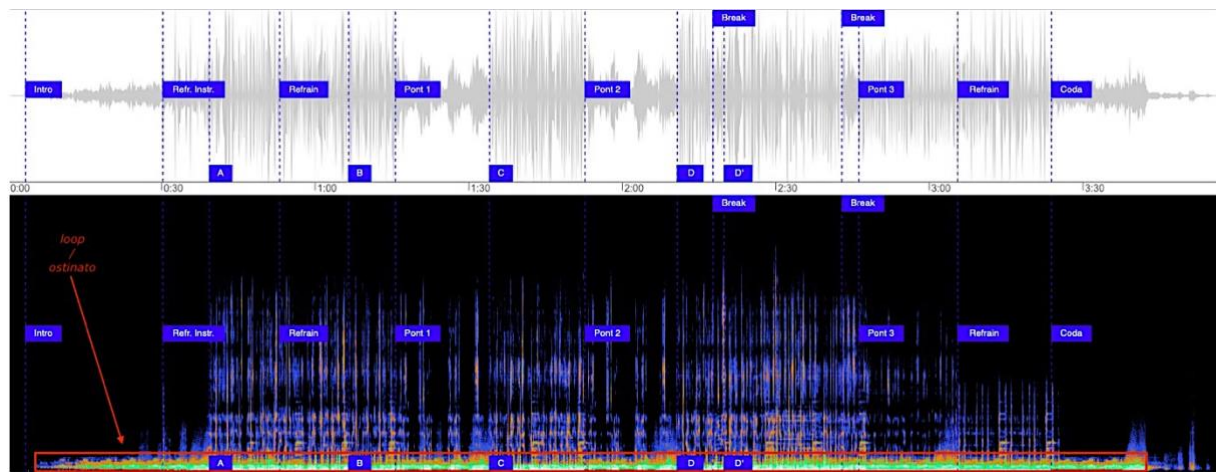 Break Break
Intro Refr. Instr. Refrain Pont 1 Pont 2 Pont 3 Refrain Coda
A B C D D'
0:00 0:30 1:00 1:30 2:00 2:30 3:00 3:30
Break Break
loop
/
ostinato
Intro Refr. Instr. Refrain Pont 1 Pont 2 Pont 3 Refrain Coda
A B C D D'